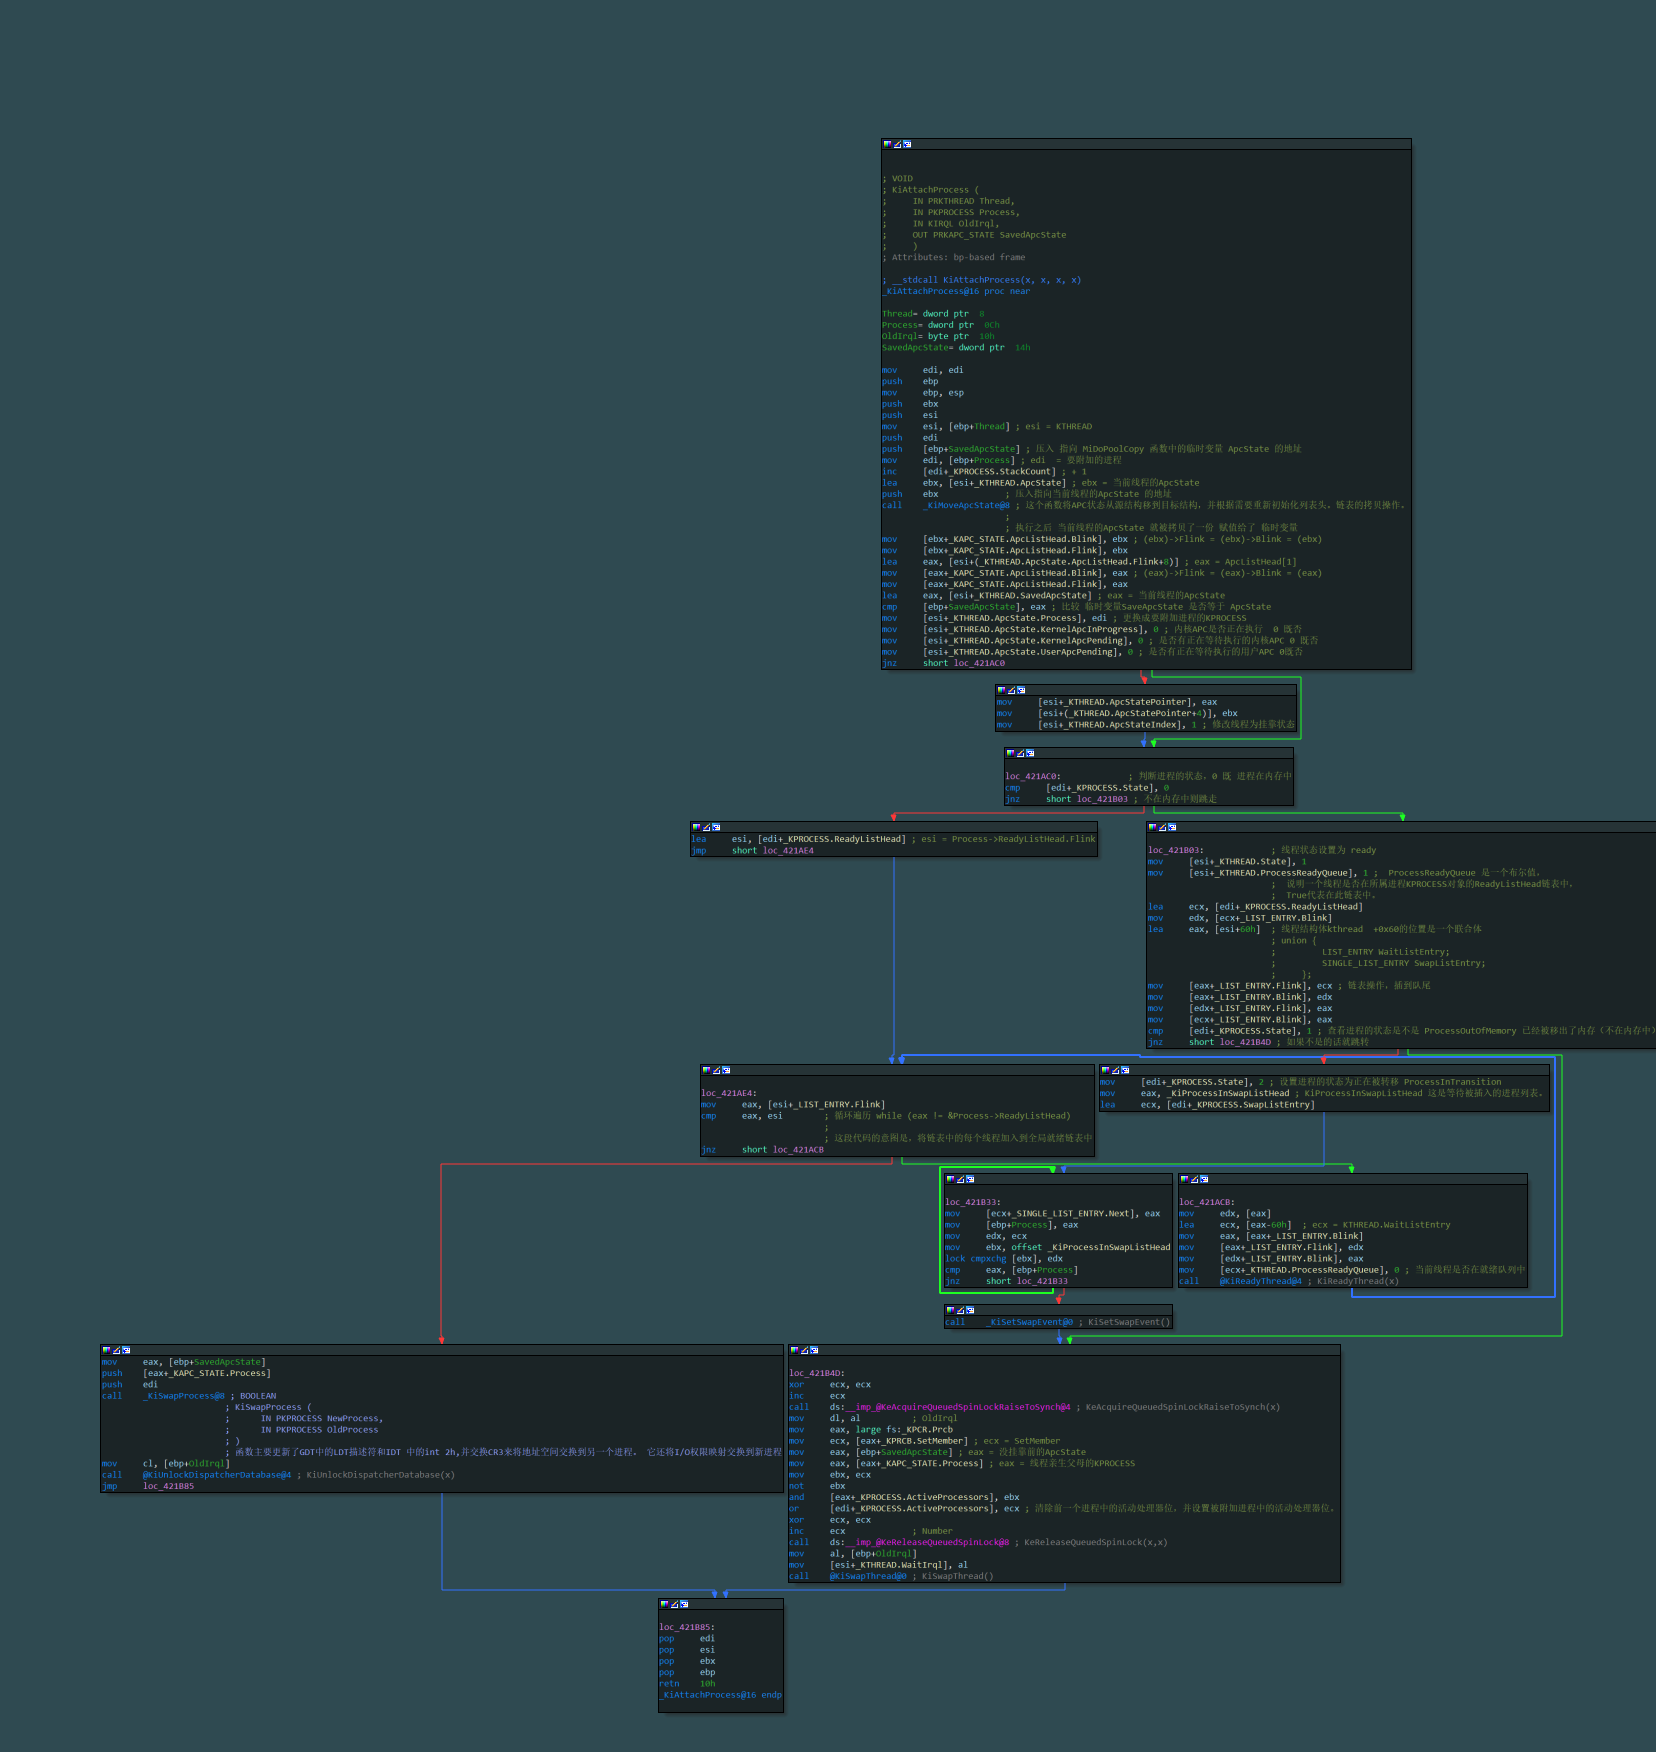 ; VOID
; KiAttachProcess (
;     IN PRKTHREAD Thread,
;     IN PKPROCESS Process,
;     IN KIRQL OldIrql,
;     OUT PRKAPC_STATE SavedApcState
;     )
; Attributes: bp-based frame
; __stdcall KiAttachProcess(x, x, x, x)
_KiAttachProcess@16 proc near
Thread= dword ptr  8
Process= dword ptr  0Ch
OldIrql= byte ptr  10h
SavedApcState= dword ptr  14h
mov     edi, edi
push    ebp
mov     ebp, esp
push    ebx
push    esi
mov     esi, [ebp+Thread] ; esi = KTHREAD
push    edi
push    [ebp+SavedApcState] ; 压入 指向 MiDoPoolCopy 函数中的临时变量 ApcState 的地址
mov     edi, [ebp+Process] ; edi  = 要附加的进程
inc     [edi+_KPROCESS.StackCount] ; + 1
lea     ebx, [esi+_KTHREAD.ApcState] ; ebx = 当前线程的ApcState
push    ebx             ; 压入指向当前线程的ApcState 的地址
call    _KiMoveApcState@8 ; 这个函数将APC状态从源结构移到目标结构，并根据需要重新初始化列表头，链表的拷贝操作。
;
; 执行之后 当前线程的ApcState 就被拷贝了一份 赋值给了 临时变量
mov     [ebx+_KAPC_STATE.ApcListHead.Blink], ebx ; (ebx)->Flink = (ebx)->Blink = (ebx)
mov     [ebx+_KAPC_STATE.ApcListHead.Flink], ebx
lea     eax, [esi+(_KTHREAD.ApcState.ApcListHead.Flink+8)] ; eax = ApcListHead[1]
mov     [eax+_KAPC_STATE.ApcListHead.Blink], eax ; (eax)->Flink = (eax)->Blink = (eax)
mov     [eax+_KAPC_STATE.ApcListHead.Flink], eax
lea     eax, [esi+_KTHREAD.SavedApcState] ; eax = 当前线程的ApcState
cmp     [ebp+SavedApcState], eax ; 比较 临时变量SaveApcState 是否等于 ApcState
mov     [esi+_KTHREAD.ApcState.Process], edi ; 更换成要附加进程的KPROCESS
mov     [esi+_KTHREAD.ApcState.KernelApcInProgress], 0 ; 内核APC是否正在执行  0 既否
mov     [esi+_KTHREAD.ApcState.KernelApcPending], 0 ; 是否有正在等待执行的内核APC 0 既否
mov     [esi+_KTHREAD.ApcState.UserApcPending], 0 ; 是否有正在等待执行的用户APC 0既否
jnz     short loc_421AC0
mov     [esi+_KTHREAD.ApcStatePointer], eax
mov     [esi+(_KTHREAD.ApcStatePointer+4)], ebx
mov     [esi+_KTHREAD.ApcStateIndex], 1 ; 修改线程为挂靠状态
loc_421AC0:             ; 判断进程的状态，0 既 进程在内存中
cmp     [edi+_KPROCESS.State], 0
jnz     short loc_421B03 ; 不在内存中则跳走
lea     esi, [edi+_KPROCESS.ReadyListHead] ; esi = Process->ReadyListHead.Flink
jmp     short loc_421AE4
loc_421B03:             ; 线程状态设置为 ready
mov     [esi+_KTHREAD.State], 1
mov     [esi+_KTHREAD.ProcessReadyQueue], 1 ;  ProcessReadyQueue 是一个布尔值，
;  说明一个线程是否在所属进程KPROCESS对象的ReadyListHead链表中，
;  True代表在此链表中。
lea     ecx, [edi+_KPROCESS.ReadyListHead]
mov     edx, [ecx+_LIST_ENTRY.Blink]
lea     eax, [esi+60h]  ; 线程结构体kthread  +0x60的位置是一个联合体
; union {
;         LIST_ENTRY WaitListEntry;
;         SINGLE_LIST_ENTRY SwapListEntry;
;     };
mov     [eax+_LIST_ENTRY.Flink], ecx ; 链表操作，插到队尾
mov     [eax+_LIST_ENTRY.Blink], edx
mov     [edx+_LIST_ENTRY.Flink], eax
mov     [ecx+_LIST_ENTRY.Blink], eax
cmp     [edi+_KPROCESS.State], 1 ; 查看进程的状态是不是 ProcessOutOfMemory 已经被移出了内存（不在内存中）
jnz     short loc_421B4D ; 如果不是的话就跳转
loc_421AE4:
mov     eax, [esi+_LIST_ENTRY.Flink]
cmp     eax, esi        ; 循环遍历 while (eax != &Process->ReadyListHead)
;
; 这段代码的意图是，将链表中的每个线程加入到全局就绪链表中
jnz     short loc_421ACB
mov     [edi+_KPROCESS.State], 2 ; 设置进程的状态为正在被转移 ProcessInTransition
mov     eax, _KiProcessInSwapListHead ; KiProcessInSwapListHead 这是等待被插入的进程列表。
lea     ecx, [edi+_KPROCESS.SwapListEntry]
loc_421B33:
mov     [ecx+_SINGLE_LIST_ENTRY.Next], eax
mov     [ebp+Process], eax
mov     edx, ecx
mov     ebx, offset _KiProcessInSwapListHead
lock cmpxchg [ebx], edx
cmp     eax, [ebp+Process]
jnz     short loc_421B33
loc_421ACB:
mov     edx, [eax]
lea     ecx, [eax-60h]  ; ecx = KTHREAD.WaitListEntry
mov     eax, [eax+_LIST_ENTRY.Blink]
mov     [eax+_LIST_ENTRY.Flink], edx
mov     [edx+_LIST_ENTRY.Blink], eax
mov     [ecx+_KTHREAD.ProcessReadyQueue], 0 ; 当前线程是否在就绪队列中
call    @KiReadyThread@4 ; KiReadyThread(x)
call    _KiSetSwapEvent@0 ; KiSetSwapEvent()
mov     eax, [ebp+SavedApcState]
push    [eax+_KAPC_STATE.Process]
push    edi
call    _KiSwapProcess@8 ; BOOLEAN
; KiSwapProcess (
;      IN PKPROCESS NewProcess,
;      IN PKPROCESS OldProcess
; )
; 函数主要更新了GDT中的LDT描述符和IDT 中的int 2h,并交换CR3来将地址空间交换到另一个进程。 它还将I/O权限映射交换到新进程
mov     cl, [ebp+OldIrql]
call    @KiUnlockDispatcherDatabase@4 ; KiUnlockDispatcherDatabase(x)
jmp     loc_421B85
loc_421B4D:
xor     ecx, ecx
inc     ecx
call    ds:__imp_@KeAcquireQueuedSpinLockRaiseToSynch@4 ; KeAcquireQueuedSpinLockRaiseToSynch(x)
mov     dl, al          ; OldIrql
mov     eax, large fs:_KPCR.Prcb
mov     ecx, [eax+_KPRCB.SetMember] ; ecx = SetMember
mov     eax, [ebp+SavedApcState] ; eax = 没挂靠前的ApcState
mov     eax, [eax+_KAPC_STATE.Process] ; eax = 线程亲生父母的KPROCESS
mov     ebx, ecx
not     ebx
and     [eax+_KPROCESS.ActiveProcessors], ebx
or      [edi+_KPROCESS.ActiveProcessors], ecx ; 清除前一个进程中的活动处理器位，并设置被附加进程中的活动处理器位。
xor     ecx, ecx
inc     ecx             ; Number
call    ds:__imp_@KeReleaseQueuedSpinLock@8 ; KeReleaseQueuedSpinLock(x,x)
mov     al, [ebp+OldIrql]
mov     [esi+_KTHREAD.WaitIrql], al
call    @KiSwapThread@0 ; KiSwapThread()
loc_421B85:
pop     edi
pop     esi
pop     ebx
pop     ebp
retn    10h
_KiAttachProcess@16 endp